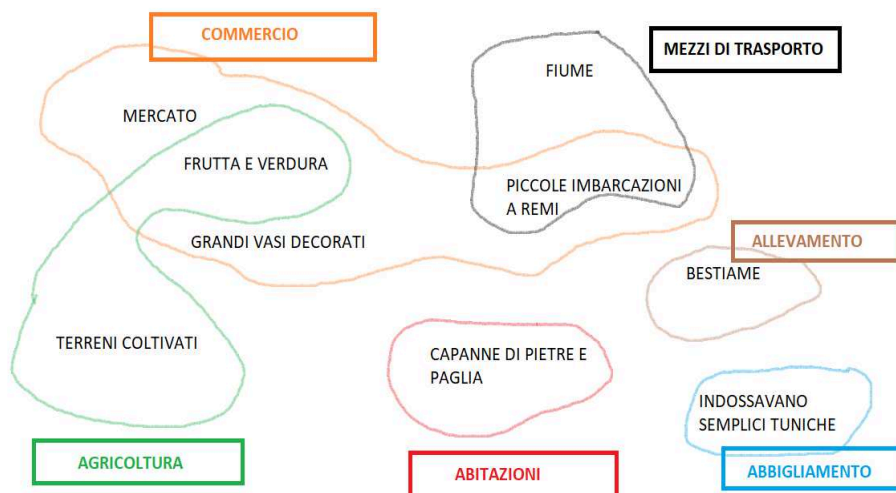 COMMERCIO
MEZZI DI TRASPORTO
FIUME
MERCATO
FRUTTA E VERDURA
PICCOLE IMBARCAZIONI
A REMI
GRANDI VASI DECORATI
ALLEVAMENTO
BESTIAME
TERRENI COLTIVATI
CAPANNE DI PIETRE E
PAGLIA
INDOSSAVANO
SEMPLICI TUNICHE
AGRICOLTURA
ABITAZIONI
ABBIGLIAMENTO